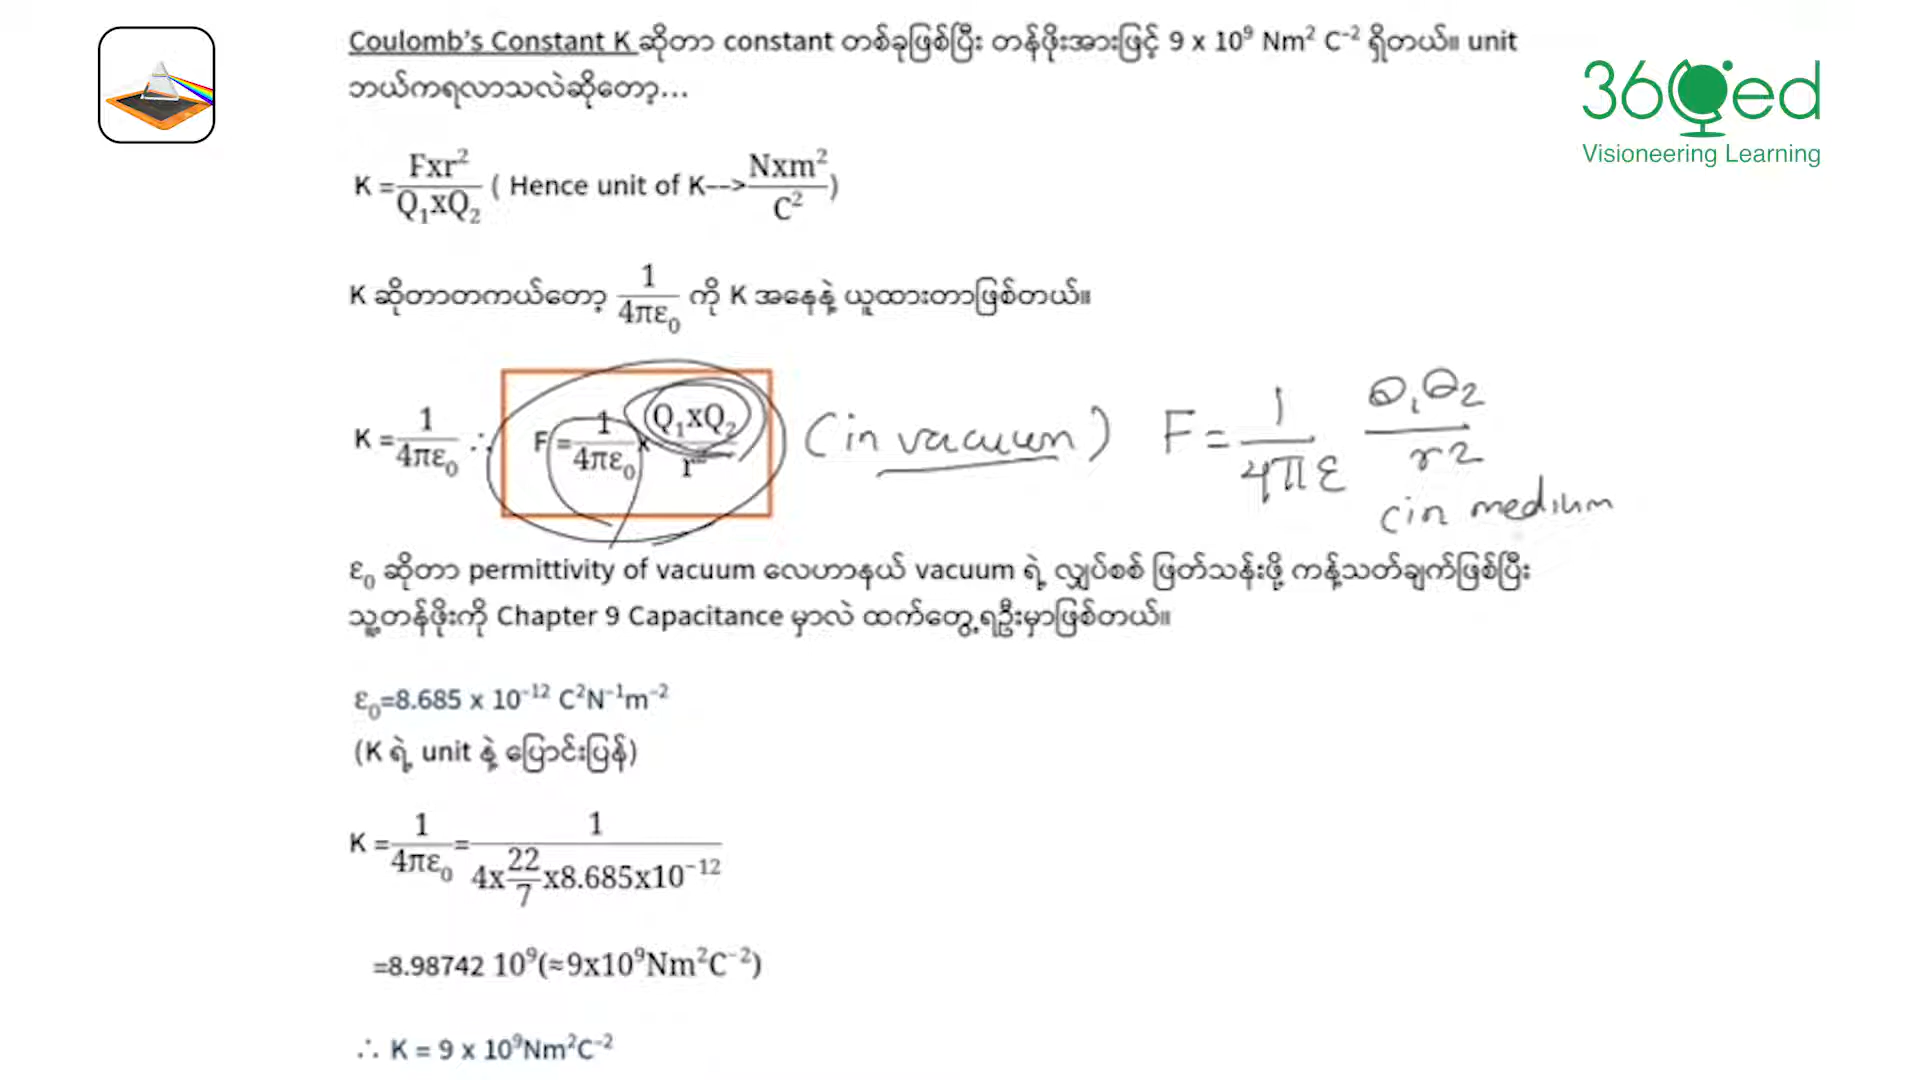 Coulomb's Constant K ဆိုတာ constant တစ်ခုဖြစ်ပြီး တန်ဖိုးအားဖြင့် 9 x 10⁹ Nm² C⁻² ရှိတယ်။ unit
ဘယ်ကရလာသလဲဆိုတော့...
360ed
Visioneering Learning
K = Fxr² / Q₁xQ₂ ( Hence unit of K--> Nxm² / C² )
K ဆိုတာတကယ်တော့ 1 / 4πε₀ ကို K အနေနဲ့ ယူထားတာဖြစ်တယ်။
K = 1 / 4πε₀ ∴ F = 1 / 4πε₀ x Q₁xQ₂ / r² (in vacuum) F = 1 / 4πε Q₁Q₂ / r²
(in medium
ε₀ ဆိုတာ permittivity of vacuum လေဟာနယ် vacuum ရဲ့ လျှပ်စစ် ဖြတ်သန်းဖို့ ကန့်သတ်ချက်ဖြစ်ပြီး
သူ့တန်ဖိုးကို Chapter 9 Capacitance မှာလဲ ထက်တွေ့ရဦးမှာဖြစ်တယ်။
ε₀=8.685 x 10⁻¹² C²N⁻¹m⁻²
(K ရဲ့ unit နဲ့ ပြောင်းပြန်)
K = 1 / 4πε₀ = 1 / 4x 22/7 x8.685x10⁻¹²
=8.98742 10⁹(≈9x10⁹Nm²C⁻²)
∴ K = 9 x 10⁹Nm²C⁻²